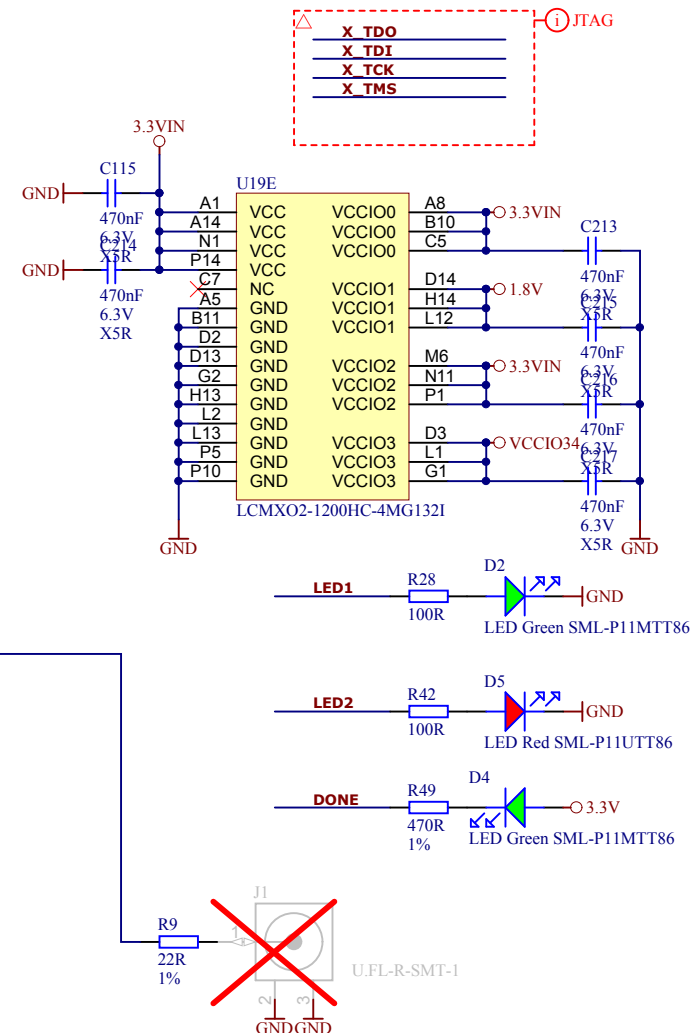 JTAG
X_TDO
X_TDI
X_TCK
X_TMS
3.3VIN
C115
GND
470nF
6.3V
X5R
C214
GND
470nF
6.3V
X5R
U19E
A1 VCC
A14 VCC
N1 VCC
P14 VCC
C7 NC
A5 GND
B11 GND
D2 GND
D13 GND
G2 GND
H13 GND
L2 GND
L13 GND
P5 GND
P10 GND
VCCIO0 A8 3.3VIN
VCCIO0 B10
VCCIO0 C5
VCCIO1 D14 1.8V
VCCIO1 H14
VCCIO1 L12
VCCIO2 M6 3.3VIN
VCCIO2 N11
VCCIO2 P1
VCCIO3 D3 VCCIO34
VCCIO3 L1
VCCIO3 G1
LCMXO2-1200HC-4MG132I
GND
C213
470nF
6.3V
X5R
C215
470nF
6.3V
X5R
C216
470nF
6.3V
X5R
C217
470nF
6.3V
X5R
GND
LED1
R28
100R
D2
GND
LED Green SML-P11MTT86
LED2
R42
100R
D5
GND
LED Red SML-P11UTT86
DONE
R49
470R
1%
D4
3.3V
LED Green SML-P11MTT86
R9
22R
1%
J1
1
2
3
U.FL-R-SMT-1
GND
GND